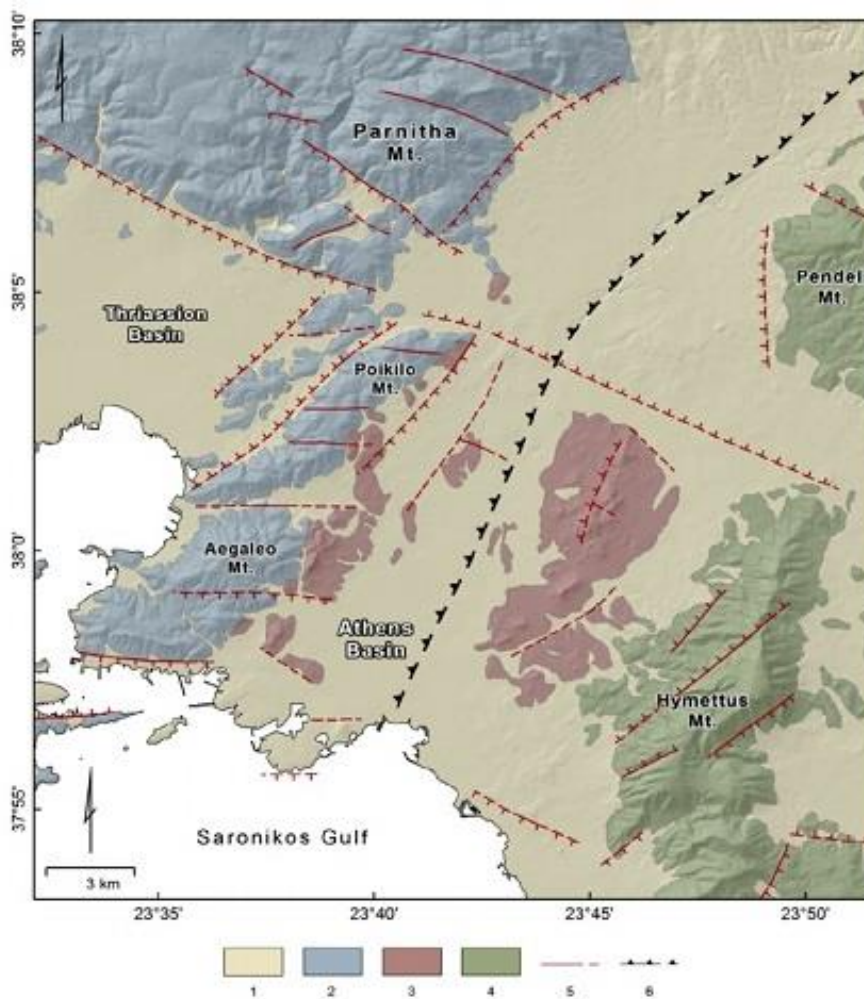 38°10'
Parnitha
Mt.
38°5'
Pendel
Mt.
Thriassion
Basin
Poikilo
Mt.
38°0'
Aegaleo
Mt.
Athens
Basin
Hymettus
Mt.
37°55'
Saronikos Gulf
3 km
23°35' 23°40' 23°45' 23°50'
1 2 3 4 5 6